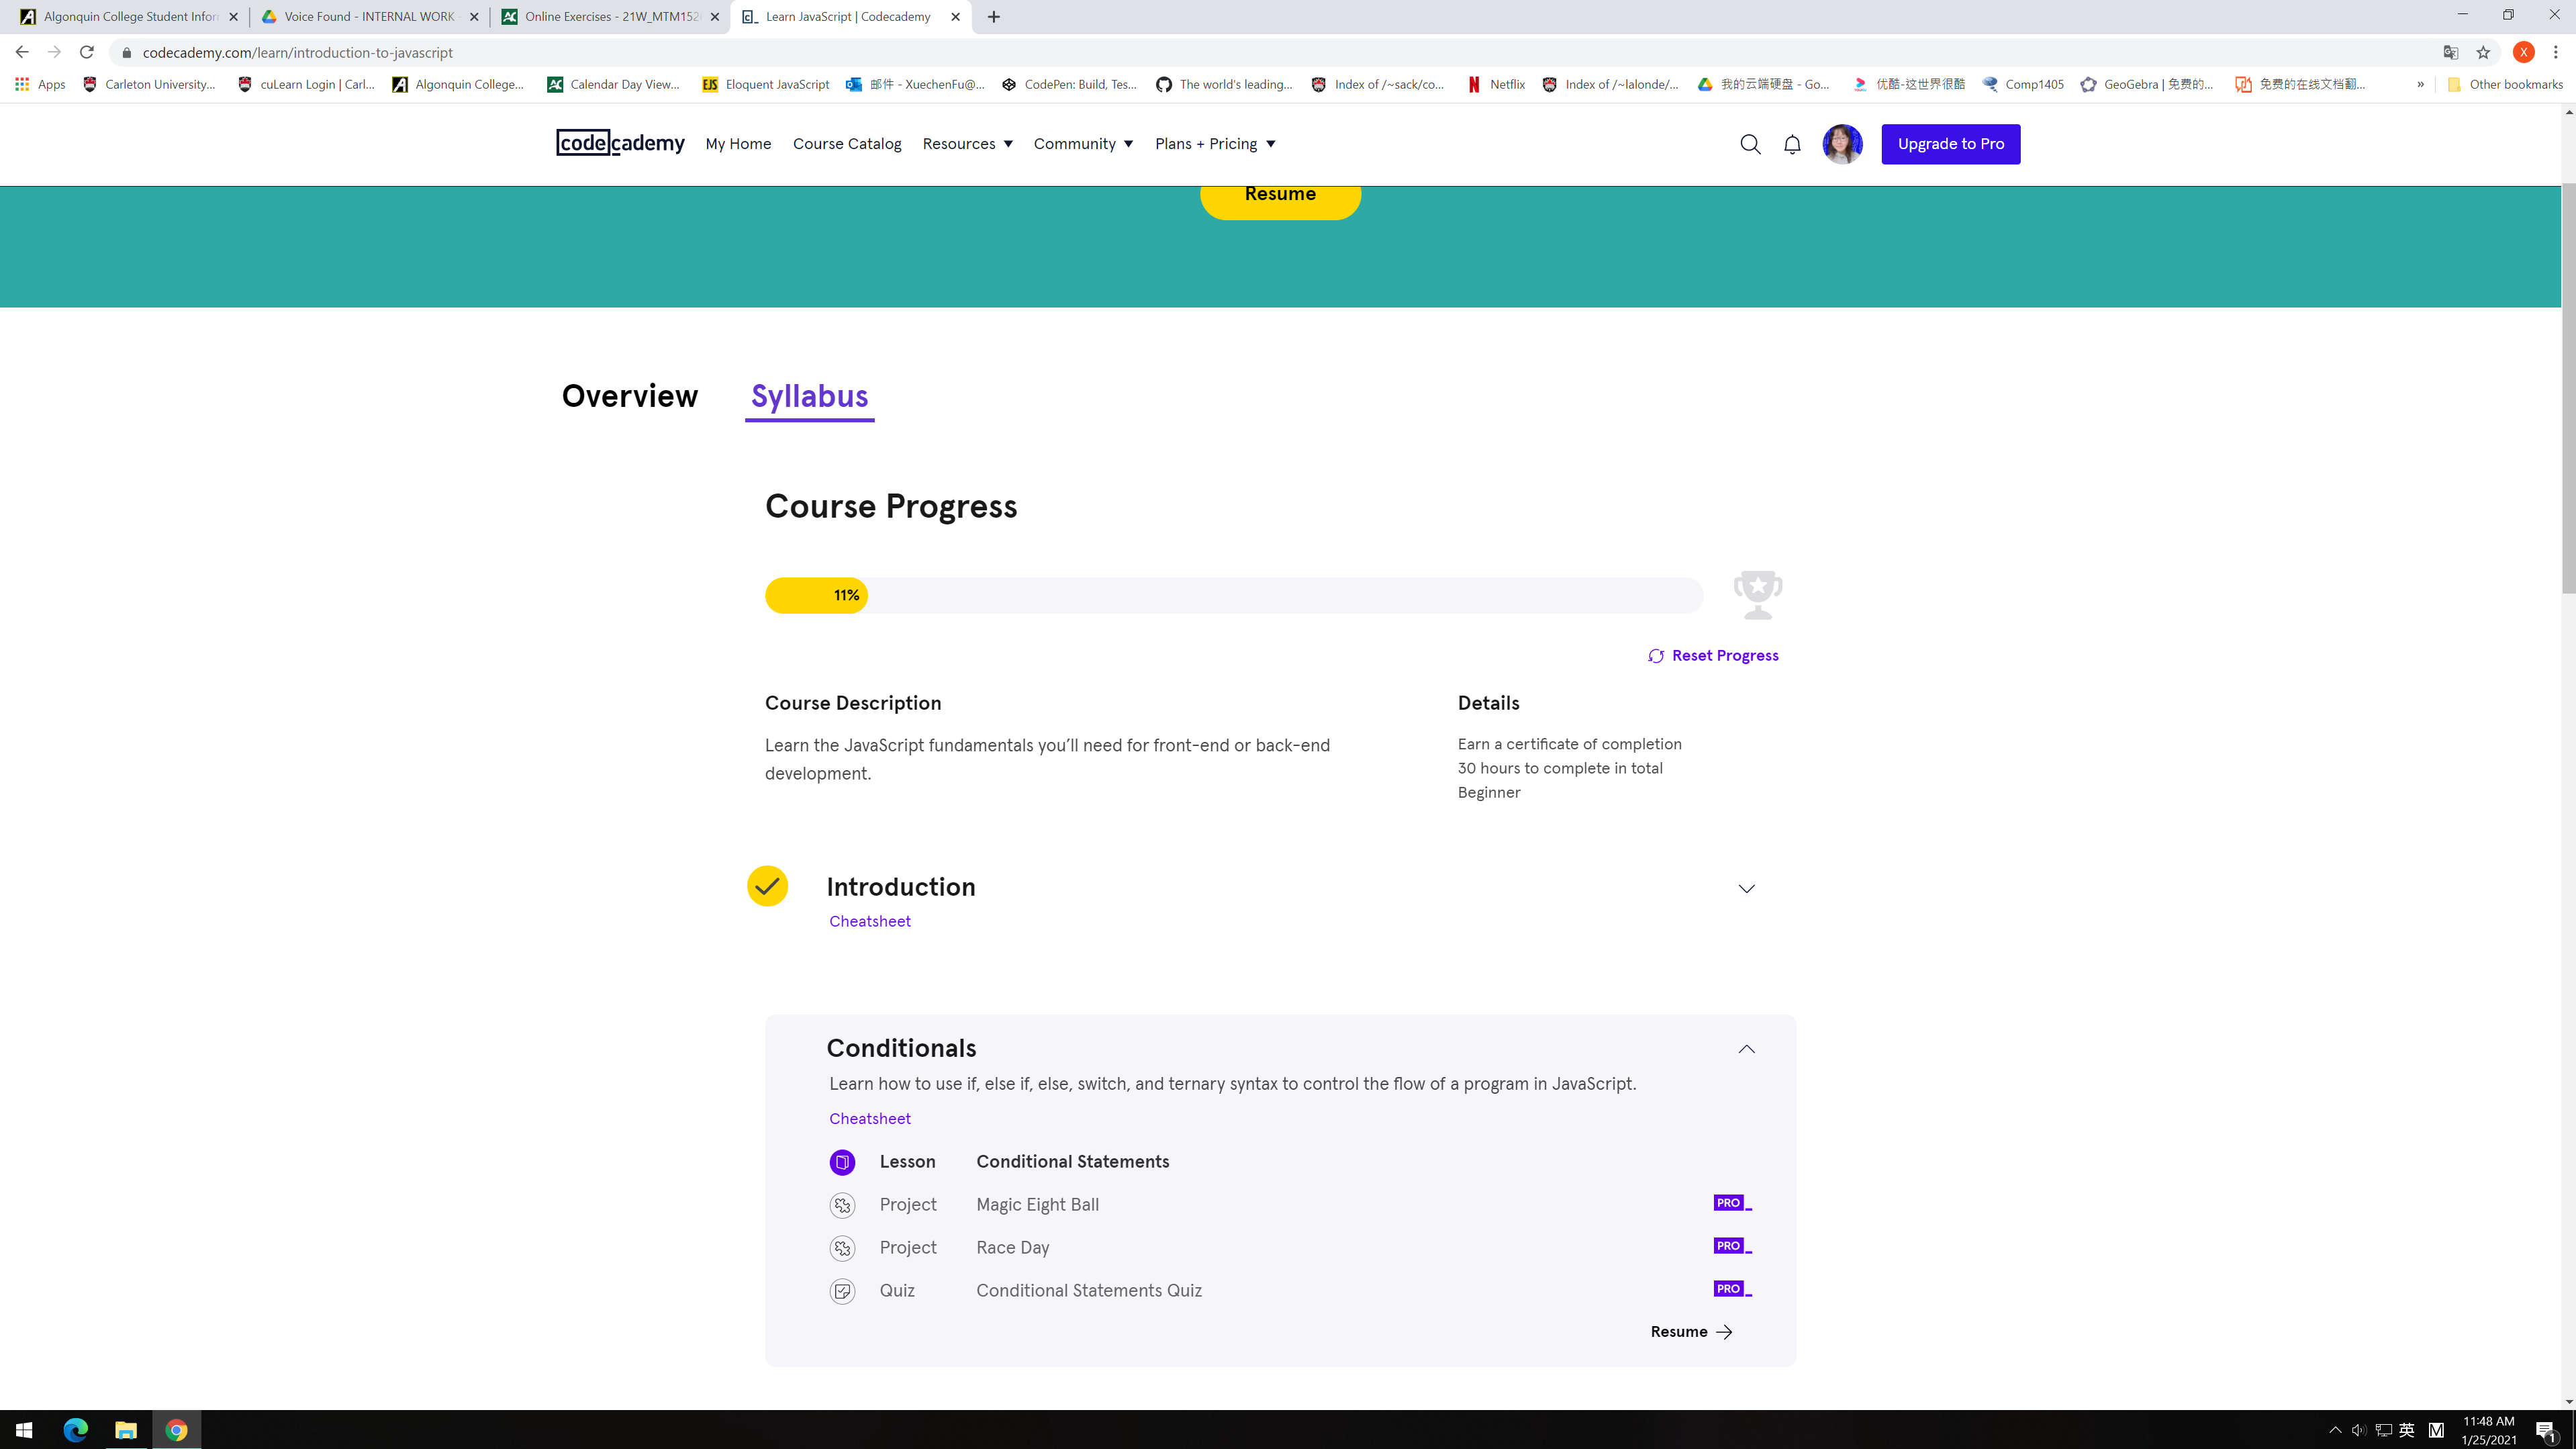 Algonquin College Student Infor
Voice Found - INTERNAL WORK
Online Exercises - 21W_MTM152
Learn JavaScript | Codecademy
codecademy.com/learn/introduction-to-javascript
X
Apps
Carleton University...
cuLearn Login | Carl...
Algonquin College...
Calendar Day View...
Eloquent JavaScript
邮件 - XuechenFu@...
CodePen: Build, Tes...
The world's leading...
Index of /~sack/co...
Netflix
Index of /~lalonde/...
我的云端硬盘 - Go...
优酷-这世界很酷
Comp1405
GeoGebra | 免费的...
免费的在线文档翻...
»
Other bookmarks
codecademy
My Home
Course Catalog
Resources
Community
Plans + Pricing
Upgrade to Pro
Resume
Overview
Syllabus
Course Progress
11%
Reset Progress
Course Description
Learn the JavaScript fundamentals you’ll need for front-end or back-end
development.
Details
Earn a certificate of completion
30 hours to complete in total
Beginner
Introduction
Cheatsheet
Conditionals
Learn how to use if, else if, else, switch, and ternary syntax to control the flow of a program in JavaScript.
Cheatsheet
Lesson Conditional Statements
Project Magic Eight Ball PRO
Project Race Day PRO
Quiz Conditional Statements Quiz PRO
Resume
英
M
11:48 AM
1/25/2021
1